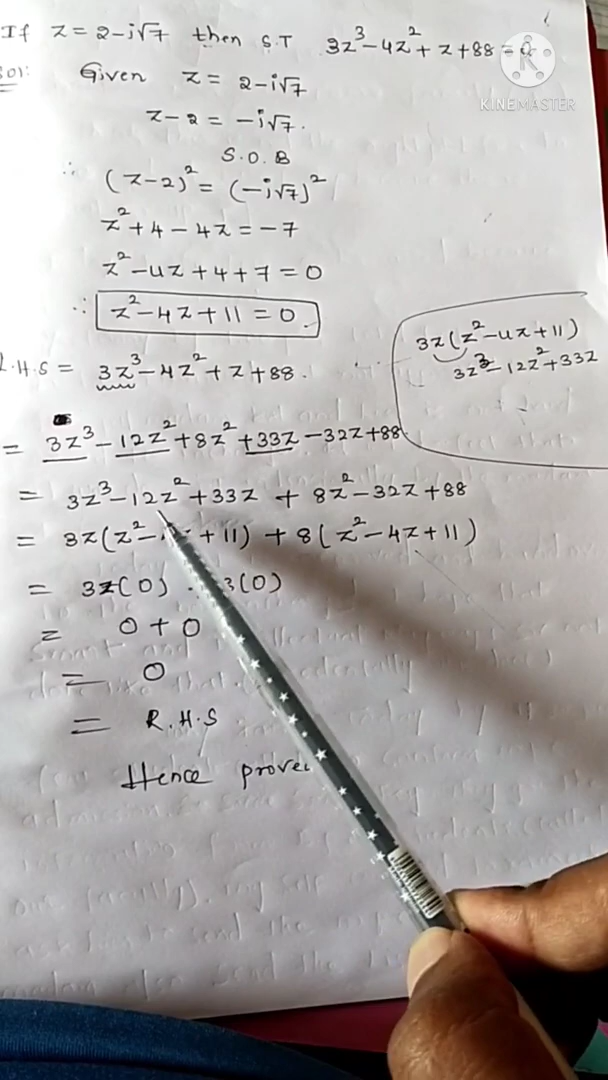 If z = 2-i√7 then S.T 3z³-4z²+z+88=0
KINEMASTER
Sol: Given z = 2-i√7
z-2 = -i√7.
S.O.B
∴ (z-2)² = (-i√7)²
z²+4-4z = -7
z²-4z+4+7=0
∴ z²-4z+11=0
3z(z²-4z+11)
3z³-12z²+33z
L.H.S = 3z³-4z²+z+88.
= 3z³-12z²+8z²+33z-32z+88
= 3z³-12z²+33z + 8z²-32z+88
= 3z(z²- +11) + 8(z²-4z+11)
= 3z(0) (0)
= 0+0
= 0
= R.H.S
Hence prove